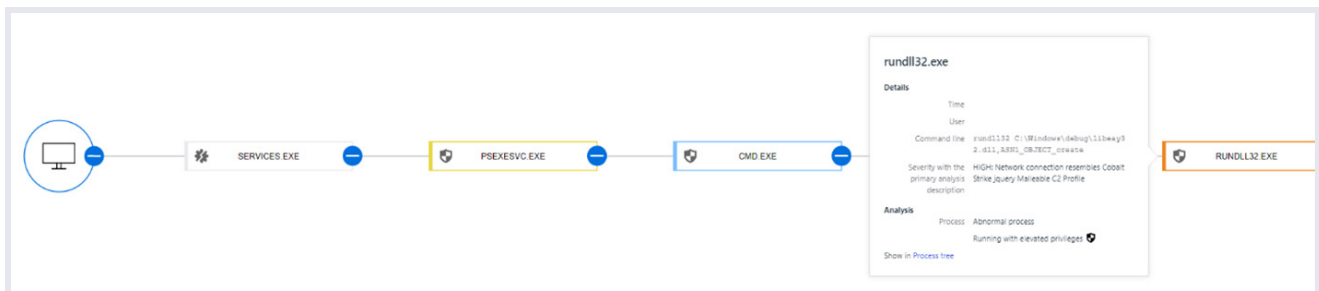 rundll32.exe
Details
Time
User
Command line rundll32 C:\Windows\debug\libeay3
2.dll,ASN1_OBJECT_create
Severity with the HIGH: Network connection resembles Cobalt
primary analysis Strike jquery Malleable C2 Profile
description
Analysis
Process Abnormal process
Running with elevated privileges
Show in Process tree
SERVICES.EXE
PSEXESVC.EXE
CMD.EXE
RUNDLL32.EXE